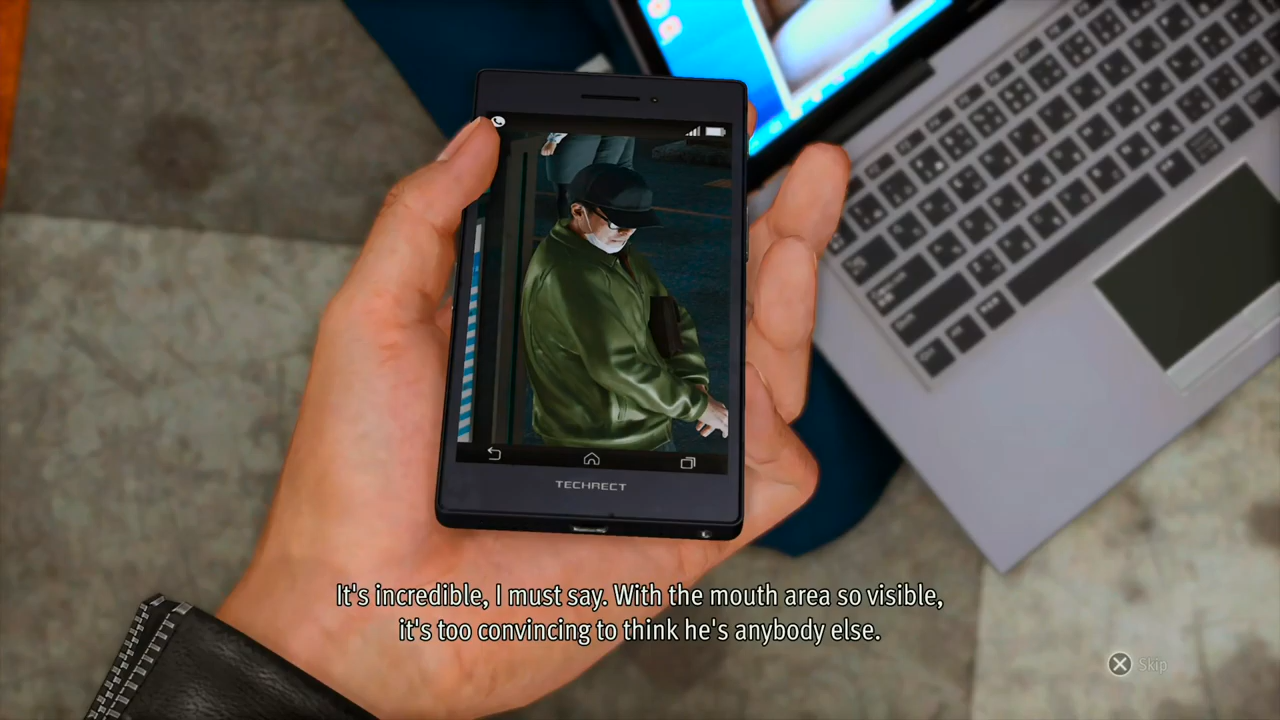 TECHRECT
It's incredible, I must say. With the mouth area so visible,
it's too convincing to think he's anybody else.
Skip